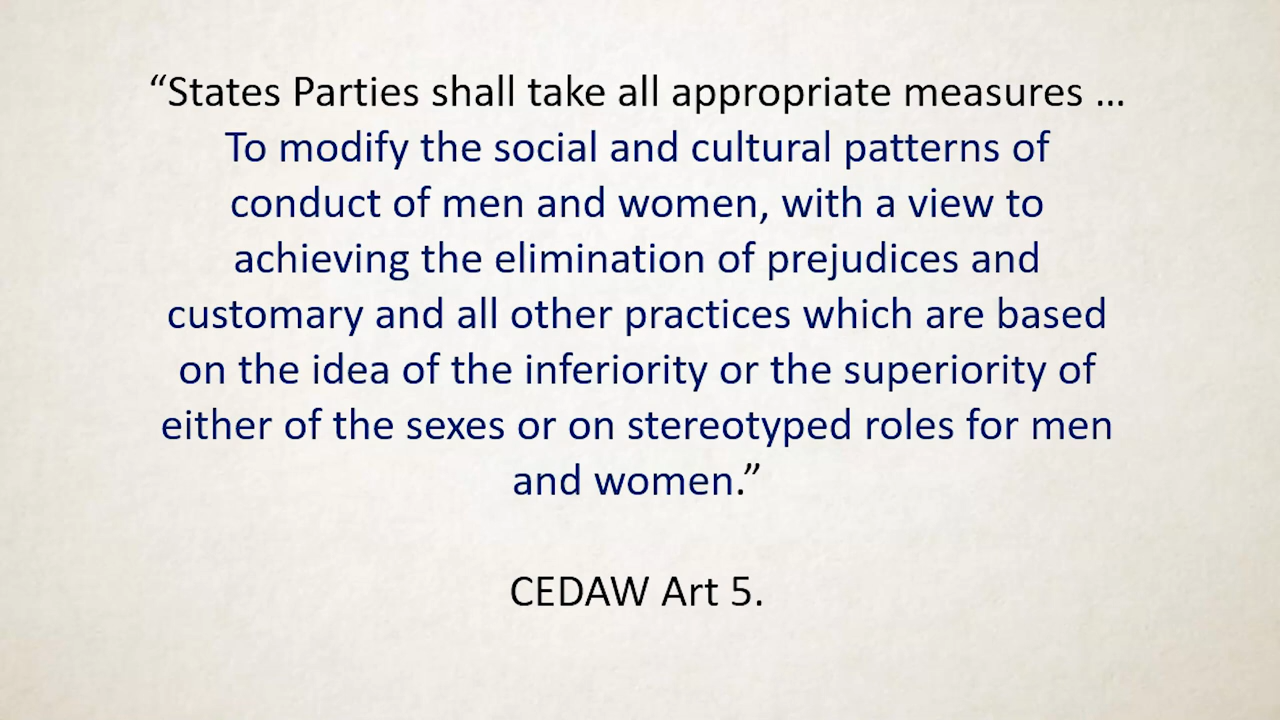 “States Parties shall take all appropriate measures ...
To modify the social and cultural patterns of
conduct of men and women, with a view to
achieving the elimination of prejudices and
customary and all other practices which are based
on the idea of the inferiority or the superiority of
either of the sexes or on stereotyped roles for men
and women.”
CEDAW Art 5.